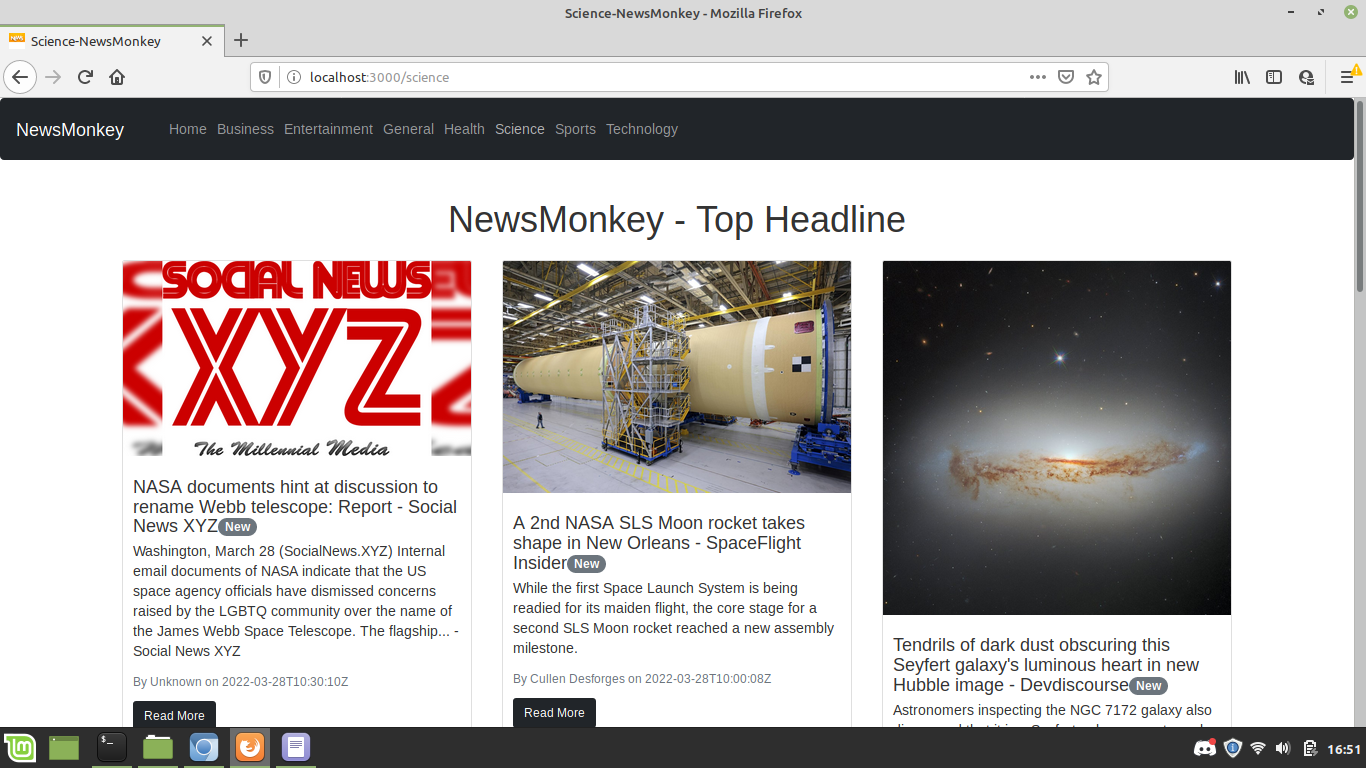 Science-NewsMonkey - Mozilla Firefox
Science-NewsMonkey
localhost:3000/science
NewsMonkey
Home Business Entertainment General Health Science Sports Technology
NewsMonkey - Top Headline
SOCIAL NEWS
XYZ
The Millennial Media
NASA documents hint at discussion to
rename Webb telescope: Report - Social
News XYZ New
Washington, March 28 (SocialNews.XYZ) Internal
email documents of NASA indicate that the US
space agency officials have dismissed concerns
raised by the LGBTQ community over the name of
the James Webb Space Telescope. The flagship... -
Social News XYZ
By Unknown on 2022-03-28T10:30:10Z
Read More
A 2nd NASA SLS Moon rocket takes
shape in New Orleans - SpaceFlight
Insider New
While the first Space Launch System is being
readied for its maiden flight, the core stage for a
second SLS Moon rocket reached a new assembly
milestone.
By Cullen Desforges on 2022-03-28T10:00:08Z
Read More
Tendrils of dark dust obscuring this
Seyfert galaxy's luminous heart in new
Hubble image - Devdiscourse New
Astronomers inspecting the NGC 7172 galaxy also
16:51